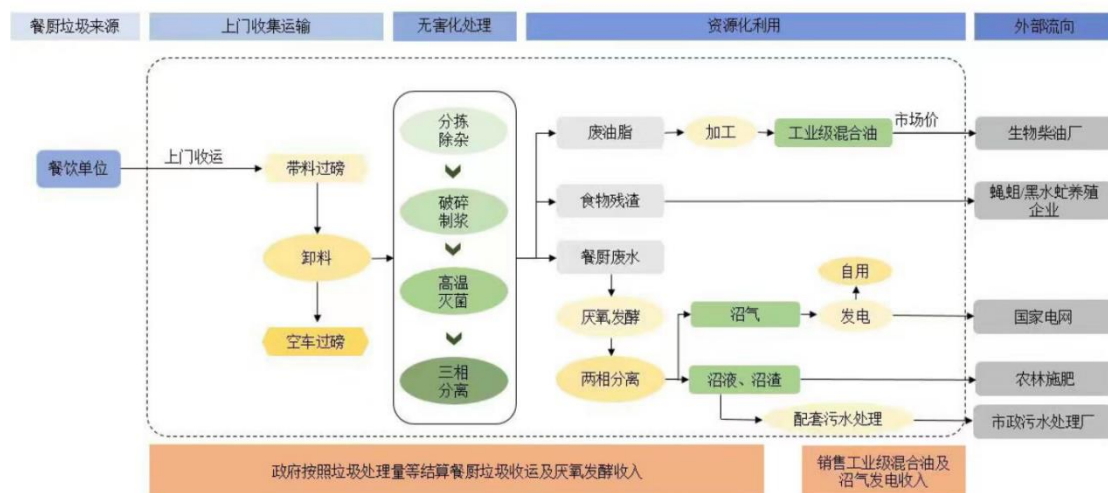 餐厨垃圾来源
上门收集运输
无害化处理
资源化利用
外部流向
餐饮单位
上门收运
带料过磅
卸料
空车过磅
分拣
除杂
破碎
制浆
高温
灭菌
三相
分离
废油脂
加工
工业级混合油
市场价
生物柴油厂
食物残渣
蝇蛆/黑水虻养殖
企业
餐厨废水
厌氧发酵
两相分离
沼气
发电
自用
国家电网
沼液、沼渣
农林施肥
配套污水处理
市政污水处理厂
政府按照垃圾处理量等结算餐厨垃圾收运及厌氧发酵收入
销售工业级混合油及
沼气发电收入